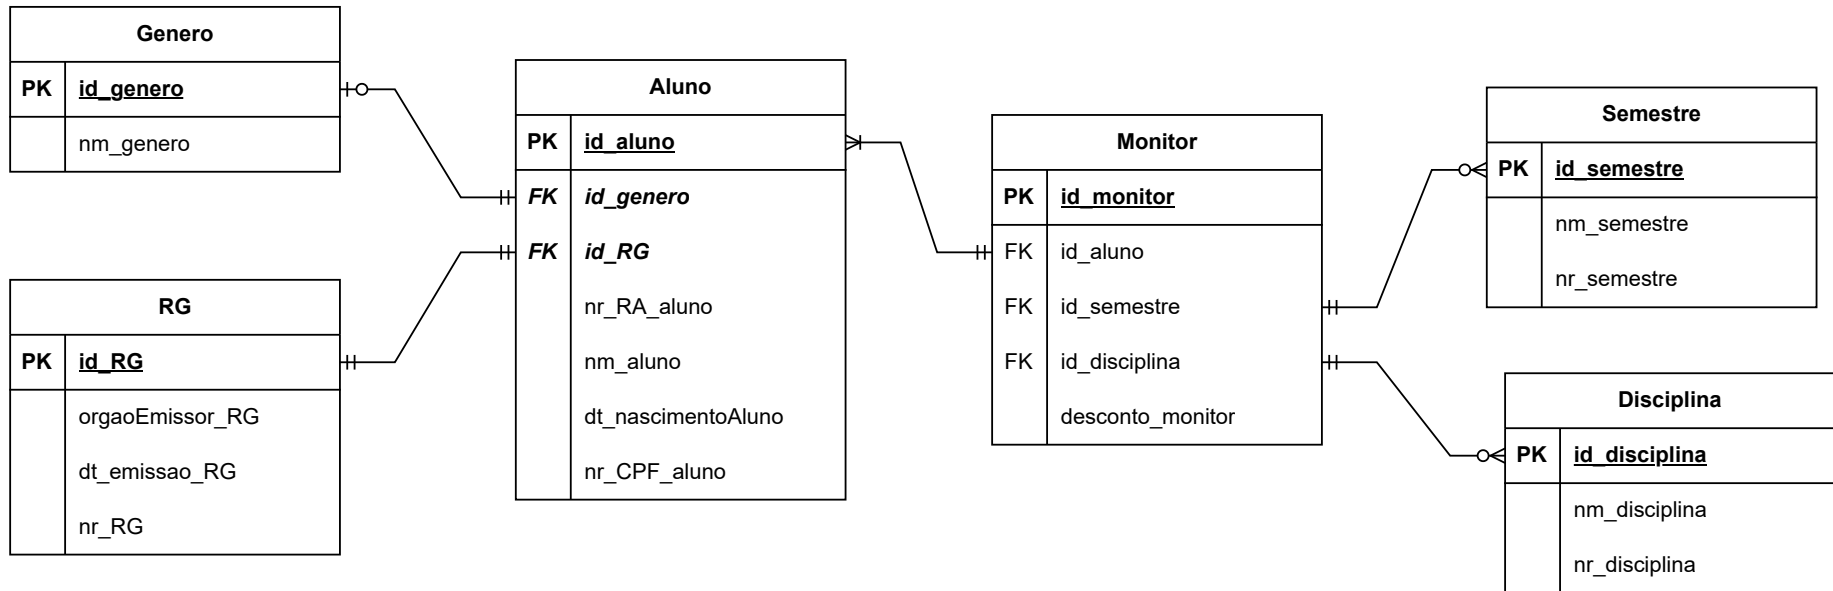 Genero
PK id_genero
nm_genero
RG
PK id_RG
orgaoEmissor_RG
dt_emissao_RG
nr_RG
Aluno
PK id_aluno
FK id_genero
FK id_RG
nr_RA_aluno
nm_aluno
dt_nascimentoAluno
nr_CPF_aluno
Monitor
PK id_monitor
FK id_aluno
FK id_semestre
FK id_disciplina
desconto_monitor
Semestre
PK id_semestre
nm_semestre
nr_semestre
Disciplina
PK id_disciplina
nm_disciplina
nr_disciplina